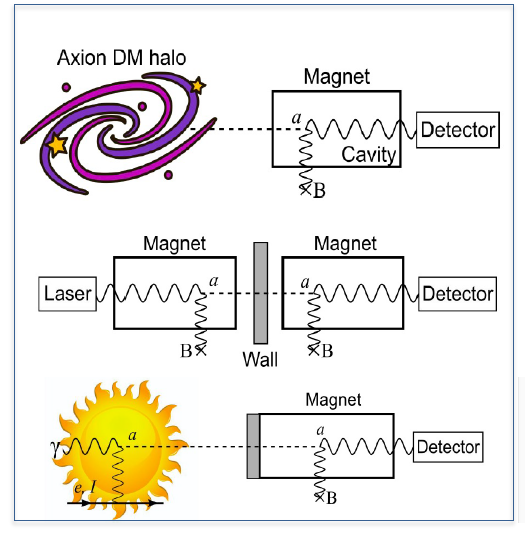 Axion DM halo
Magnet
a
Detector
Cavity
B
Magnet
Magnet
Laser
a
a
Detector
B
B
Wall
Magnet
γ
a
a
Detector
e, I
B